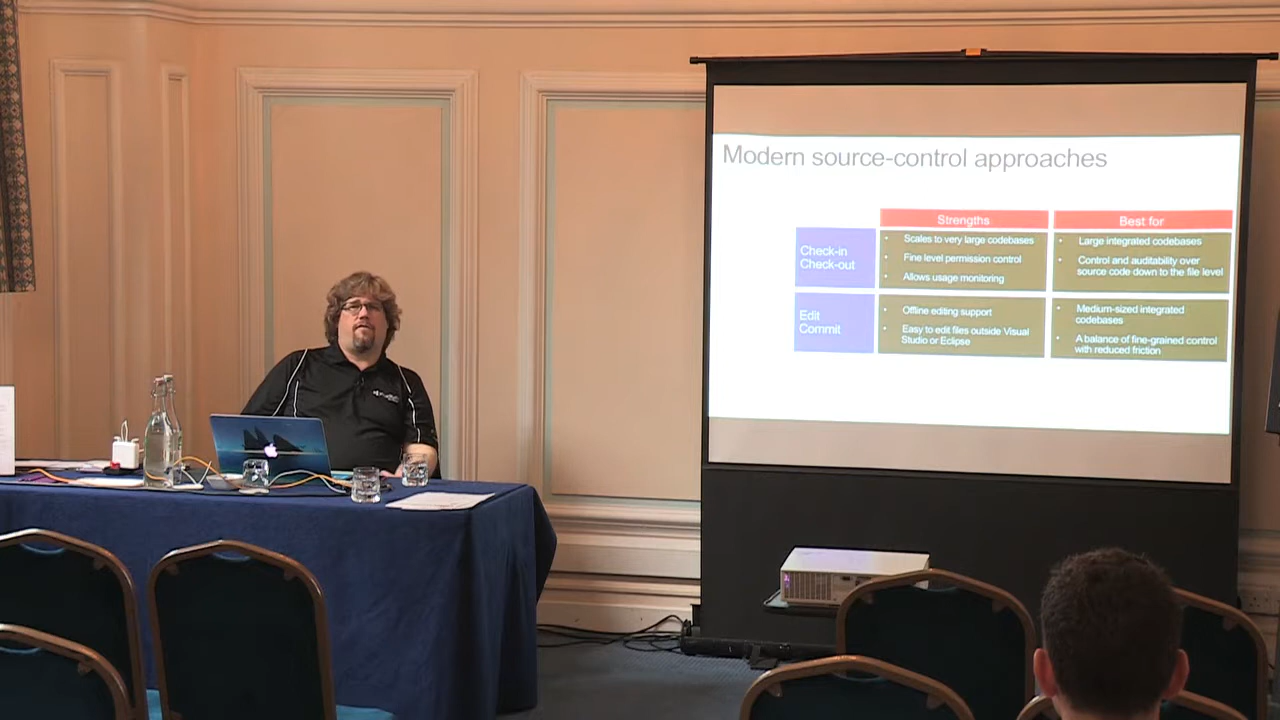 Modern source-control approaches
Strengths
Best for
Check-in
Check-out
• Scales to very large codebases
• Fine level permission control
• Allows usage monitoring
• Large integrated codebases
• Control and auditability over
source code down to the file level
Edit
Commit
• Offline editing support
• Easy to edit files outside Visual
Studio or Eclipse
• Medium-sized integrated
codebases
• A balance of fine-grained control
with reduced friction